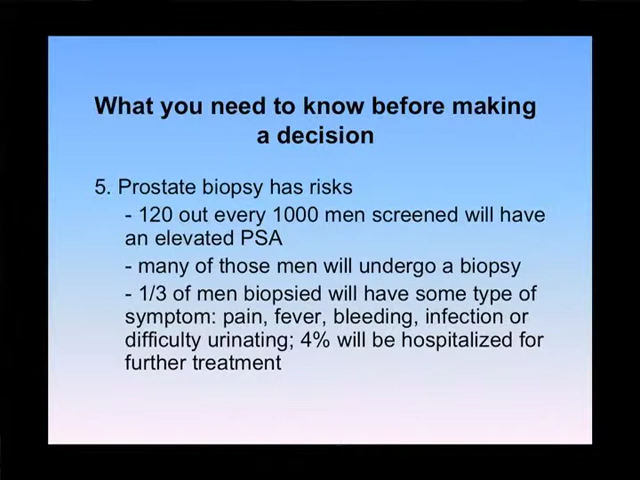 What you need to know before making
a decision
5. Prostate biopsy has risks
- 120 out every 1000 men screened will have
an elevated PSA
- many of those men will undergo a biopsy
- 1/3 of men biopsied will have some type of
symptom: pain, fever, bleeding, infection or
difficulty urinating; 4% will be hospitalized for
further treatment